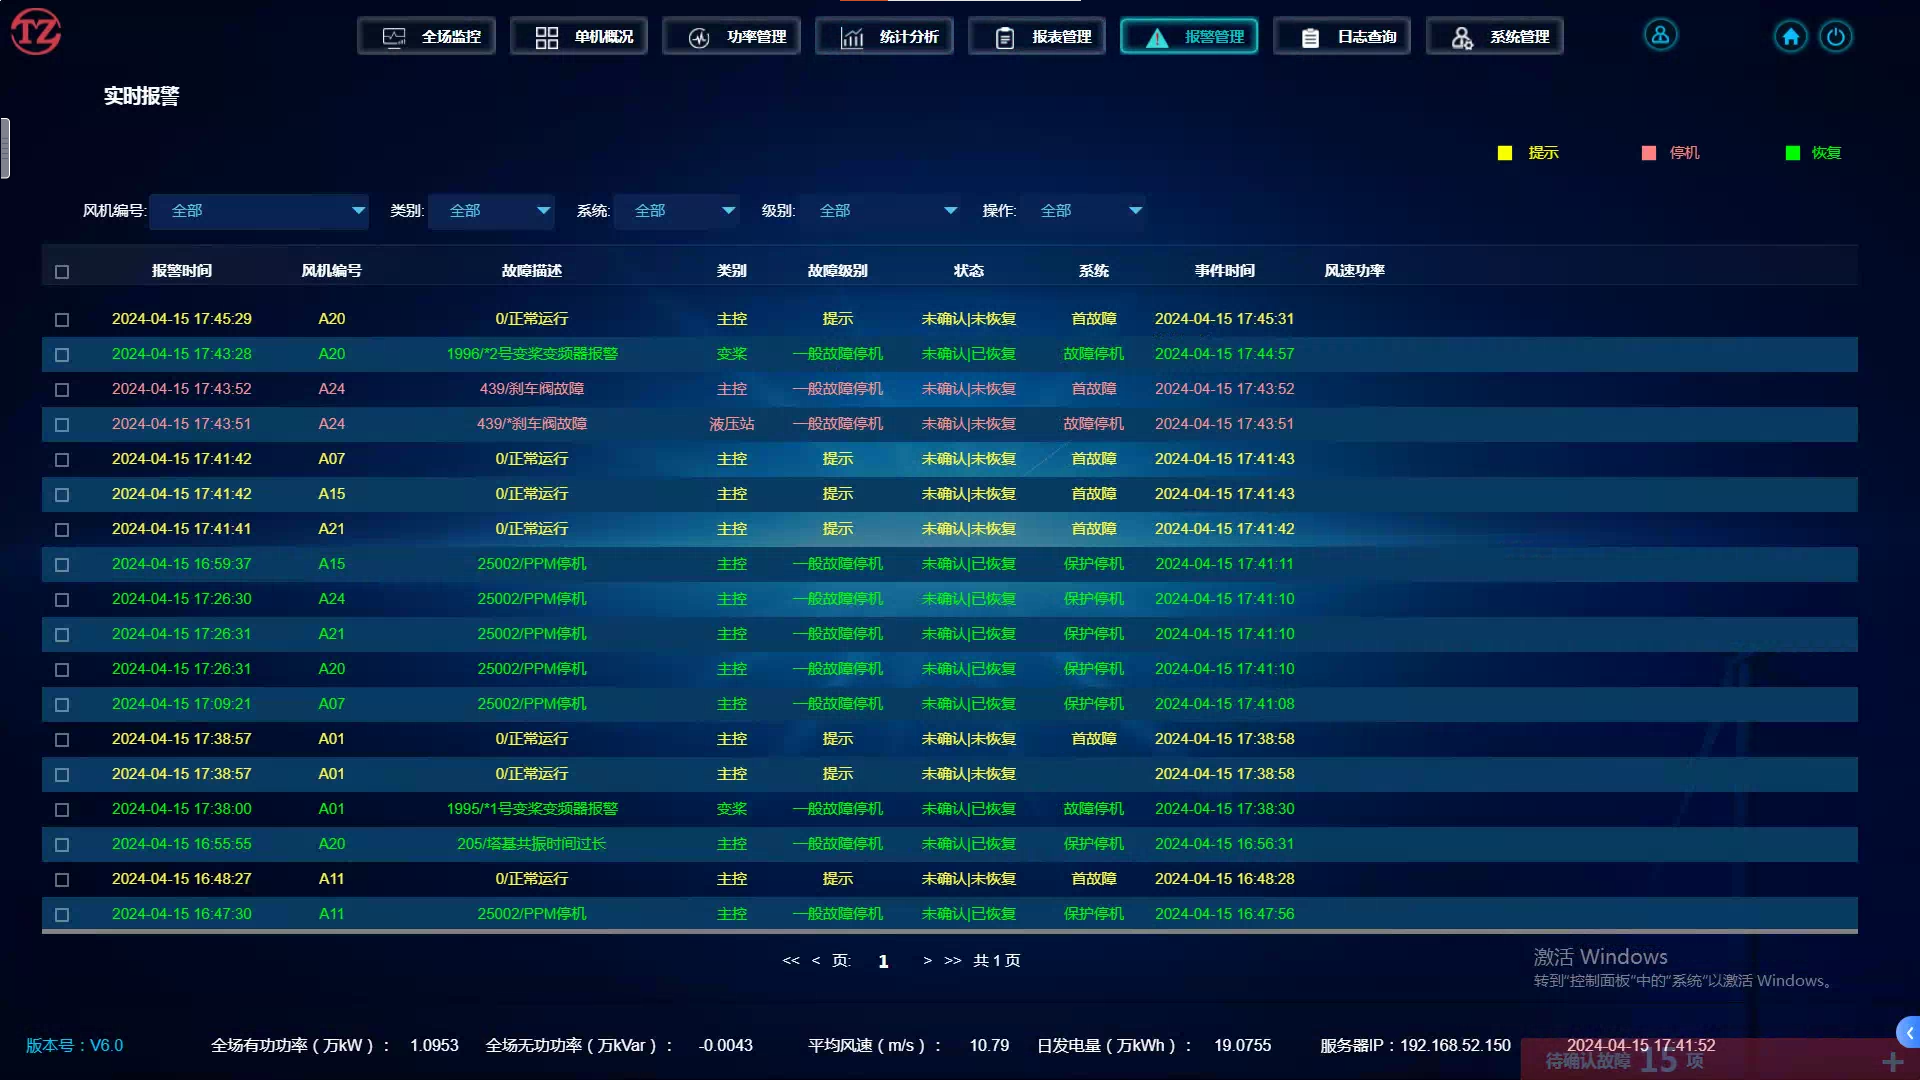 TZ
全场监控 单机概况 功率管理 统计分析 报表管理 报警管理 日志查询 系统管理
实时报警
提示 停机 恢复
风机编号: 全部 类别: 全部 系统: 全部 级别: 全部 操作: 全部
报警时间 风机编号 故障描述 类别 故障级别 状态 系统 事件时间 风速功率
2024-04-15 17:45:29 A20 0/正常运行 主控 提示 未确认|未恢复 首故障 2024-04-15 17:45:31
2024-04-15 17:43:28 A20 1996/*2号变桨变频器报警 变桨 一般故障停机 未确认|已恢复 故障停机 2024-04-15 17:44:57
2024-04-15 17:43:52 A24 439/刹车阀故障 主控 一般故障停机 未确认|未恢复 首故障 2024-04-15 17:43:52
2024-04-15 17:43:51 A24 439/*刹车阀故障 液压站 一般故障停机 未确认|未恢复 故障停机 2024-04-15 17:43:51
2024-04-15 17:41:42 A07 0/正常运行 主控 提示 未确认|未恢复 首故障 2024-04-15 17:41:43
2024-04-15 17:41:42 A15 0/正常运行 主控 提示 未确认|未恢复 首故障 2024-04-15 17:41:43
2024-04-15 17:41:41 A21 0/正常运行 主控 提示 未确认|未恢复 首故障 2024-04-15 17:41:42
2024-04-15 16:59:37 A15 25002/PPM停机 主控 一般故障停机 未确认|已恢复 保护停机 2024-04-15 17:41:11
2024-04-15 17:26:30 A24 25002/PPM停机 主控 一般故障停机 未确认|已恢复 保护停机 2024-04-15 17:41:10
2024-04-15 17:26:31 A21 25002/PPM停机 主控 一般故障停机 未确认|已恢复 保护停机 2024-04-15 17:41:10
2024-04-15 17:26:31 A20 25002/PPM停机 主控 一般故障停机 未确认|已恢复 保护停机 2024-04-15 17:41:10
2024-04-15 17:09:21 A07 25002/PPM停机 主控 一般故障停机 未确认|已恢复 保护停机 2024-04-15 17:41:08
2024-04-15 17:38:57 A01 0/正常运行 主控 提示 未确认|未恢复 首故障 2024-04-15 17:38:58
2024-04-15 17:38:57 A01 0/正常运行 主控 提示 未确认|未恢复 2024-04-15 17:38:58
2024-04-15 17:38:00 A01 1995/*1号变桨变频器报警 变桨 一般故障停机 未确认|已恢复 故障停机 2024-04-15 17:38:30
2024-04-15 16:55:55 A20 205/塔基共振时间过长 主控 一般故障停机 未确认|已恢复 保护停机 2024-04-15 16:56:31
2024-04-15 16:48:27 A11 0/正常运行 主控 提示 未确认|未恢复 首故障 2024-04-15 16:48:28
2024-04-15 16:47:30 A11 25002/PPM停机 主控 一般故障停机 未确认|已恢复 保护停机 2024-04-15 16:47:56
<< < 页: 1 > >> 共 1 页
激活 Windows
转到"控制面板"中的"系统"以激活 Windows。
版本号：V6.0 全场有功功率（万kW）： 1.0953 全场无功功率（万kVar）： -0.0043 平均风速（m/s）： 10.79 日发电量（万kWh）： 19.0755 服务器IP：192.168.52.150 2024-04-15 17:41:52
待确认故障 15 项